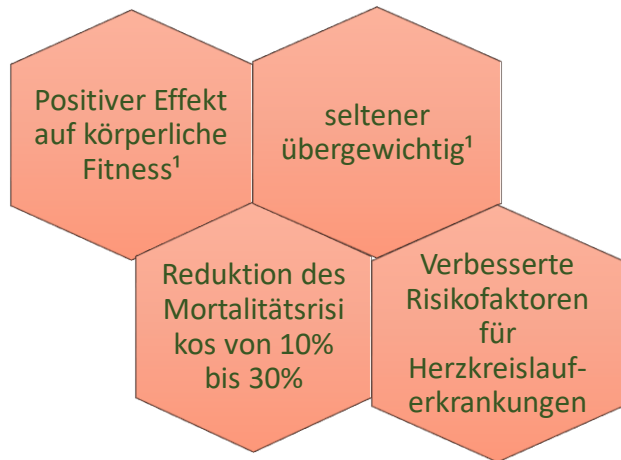 Positiver Effekt
auf körperliche
Fitness¹
seltener
übergewichtig¹
Reduktion des
Mortalitätsrisi
kos von 10%
bis 30%
Verbesserte
Risikofaktoren
für
Herzkreislauf-
erkrankungen